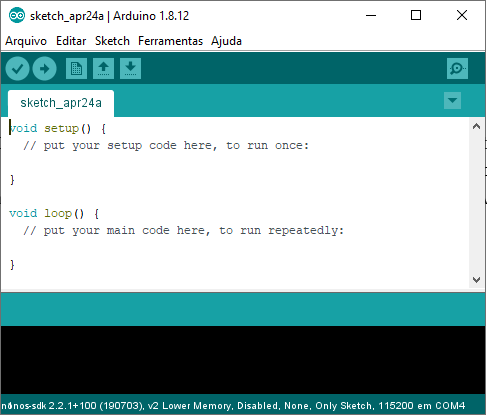 sketch_apr24a | Arduino 1.8.12
Arquivo Editar Sketch Ferramentas Ajuda
sketch_apr24a
void setup() {
  // put your setup code here, to run once:
}
void loop() {
  // put your main code here, to run repeatedly:
}
nonos-sdk 2.2.1+100 (190703), v2 Lower Memory, Disabled, None, Only Sketch, 115200 em COM4